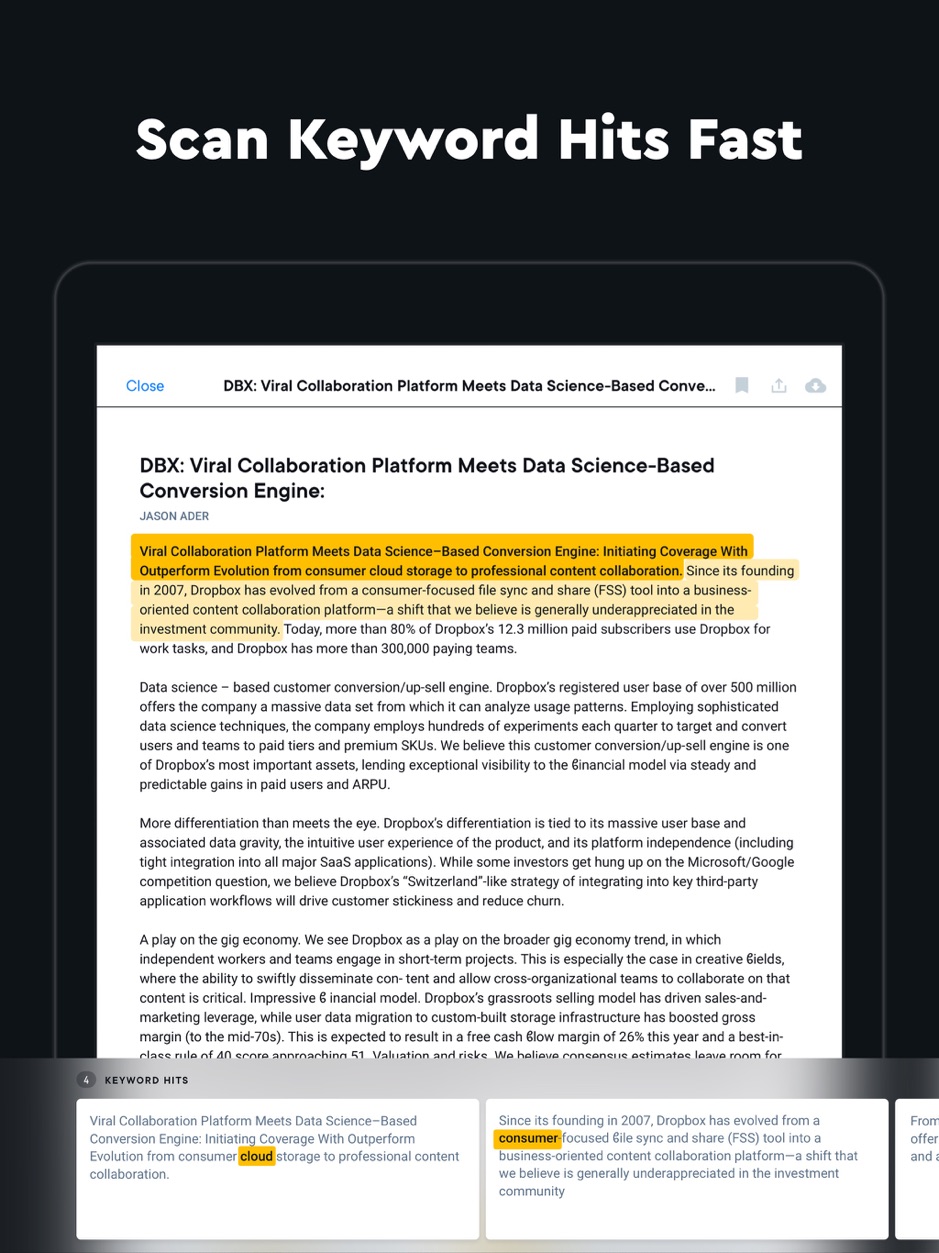 Scan Keyword Hits Fast
Close
DBX: Viral Collaboration Platform Meets Data Science-Based Conve...
DBX: Viral Collaboration Platform Meets Data Science-Based
Conversion Engine:
JASON ADER
Viral Collaboration Platform Meets Data Science–Based Conversion Engine: Initiating Coverage With
Outperform Evolution from consumer cloud storage to professional content collaboration. Since its founding
in 2007, Dropbox has evolved from a consumer-focused file sync and share (FSS) tool into a business-
oriented content collaboration platform—a shift that we believe is generally underappreciated in the
investment community. Today, more than 80% of Dropbox's 12.3 million paid subscribers use Dropbox for
work tasks, and Dropbox has more than 300,000 paying teams.
Data science – based customer conversion/up-sell engine. Dropbox's registered user base of over 500 million
offers the company a massive data set from which it can analyze usage patterns. Employing sophisticated
data science techniques, the company employs hundreds of experiments each quarter to target and convert
users and teams to paid tiers and premium SKUs. We believe this customer conversion/up-sell engine is one
of Dropbox's most important assets, lending exceptional visibility to the ϐinancial model via steady and
predictable gains in paid users and ARPU.
More differentiation than meets the eye. Dropbox's differentiation is tied to its massive user base and
associated data gravity, the intuitive user experience of the product, and its platform independence (including
tight integration into all major SaaS applications). While some investors get hung up on the Microsoft/Google
competition question, we believe Dropbox's “Switzerland”-like strategy of integrating into key third-party
application workflows will drive customer stickiness and reduce churn.
A play on the gig economy. We see Dropbox as a play on the broader gig economy trend, in which
independent workers and teams engage in short-term projects. This is especially the case in creative ϐields,
where the ability to swiftly disseminate con- tent and allow cross-organizational teams to collaborate on that
content is critical. Impressive ϐ inancial model. Dropbox's grassroots selling model has driven sales-and-
marketing leverage, while user data migration to custom-built storage infrastructure has boosted gross
margin (to the mid-70s). This is expected to result in a free cash ϐlow margin of 26% this year and a best-in-
class rule of 40 score approaching 51. Valuation and risks. We believe consensus estimates leave room for
4 KEYWORD HITS
Viral Collaboration Platform Meets Data Science–Based
Conversion Engine: Initiating Coverage With Outperform
Evolution from consumer cloud storage to professional content
collaboration.
Since its founding in 2007, Dropbox has evolved from a
consumer-focused ϐile sync and share (FSS) tool into a
business-oriented content collaboration platform—a shift that
we believe is generally underappreciated in the investment
community
From
offer
and a